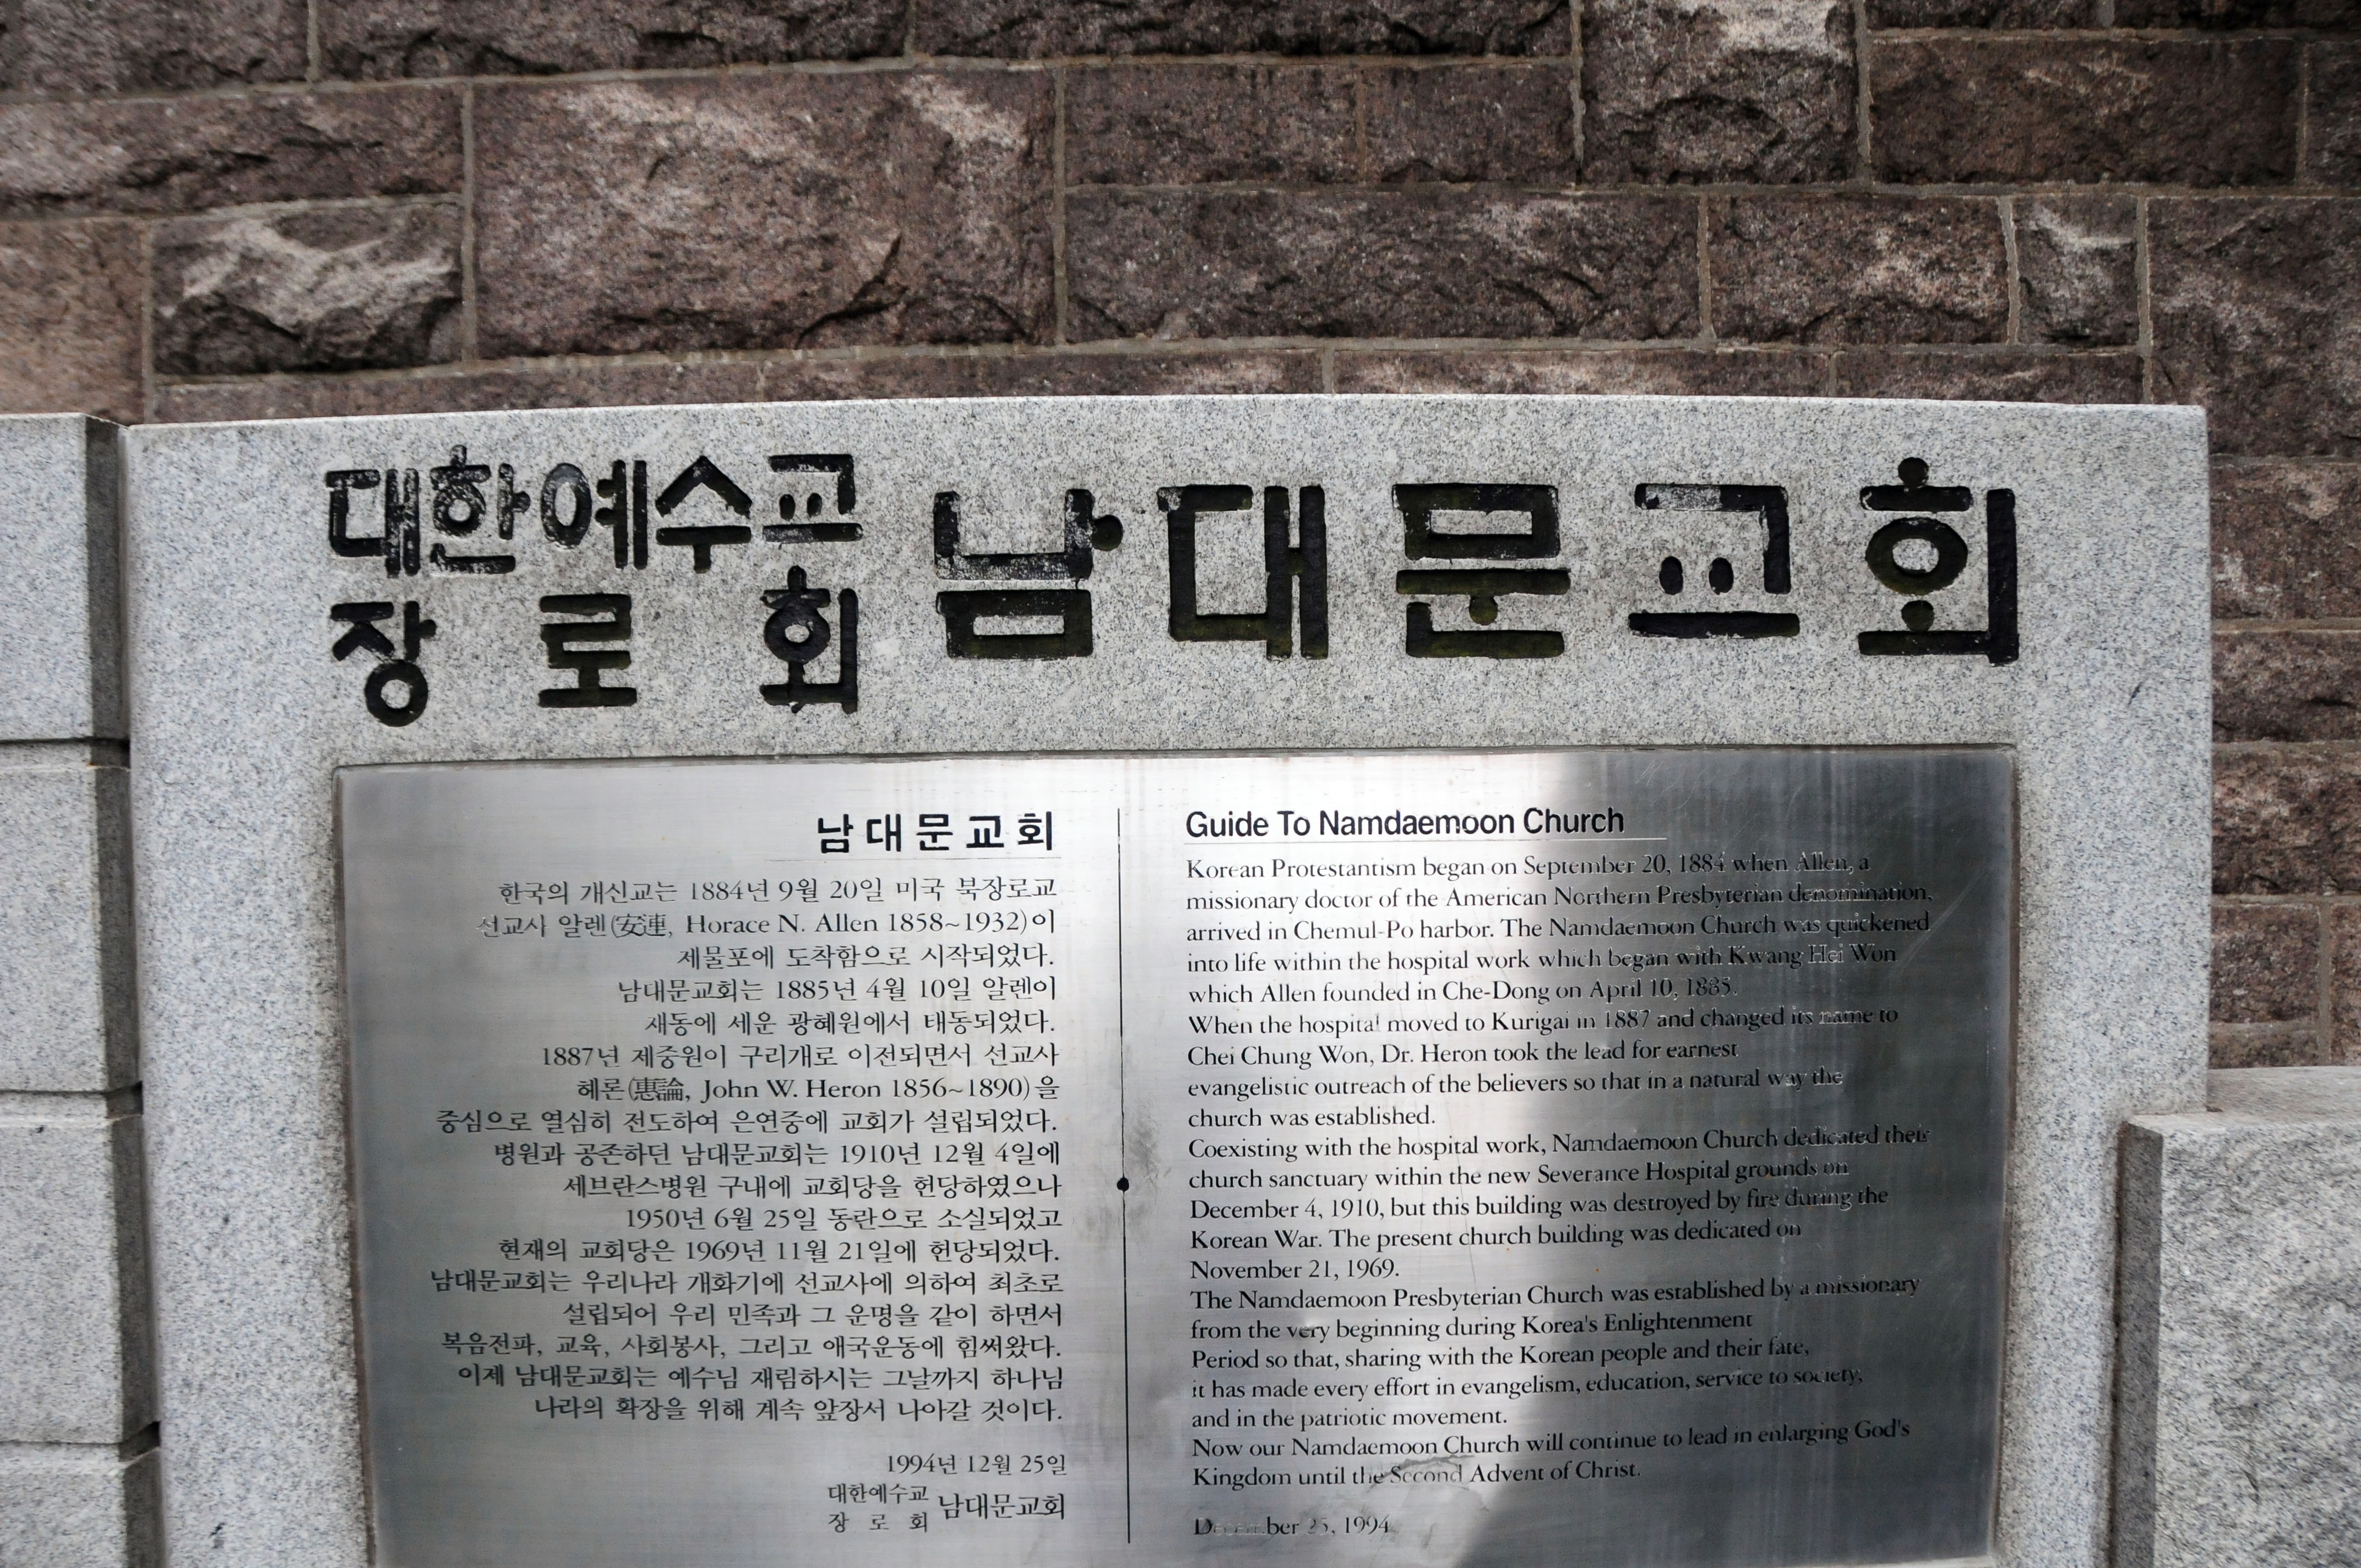 대한예수교
장로회
남대문교회
남대문교회
한국의 개신교는 1884년 9월 20일 미국 북장로교
선교사 알렌(安連, Horace N. Allen 1858~1932)이
제물포에 도착함으로 시작되었다.
남대문교회는 1885년 4월 10일 알렌이
재동에 세운 광혜원에서 태동되었다.
1887년 제중원이 구리개로 이전되면서 선교사
헤론(惠論, John W. Heron 1856~1890)을
중심으로 열심히 전도하여 은연중에 교회가 설립되었다.
병원과 공존하던 남대문교회는 1910년 12월 4일에
세브란스병원 구내에 교회당을 헌당하였으나
1950년 6월 25일 동란으로 소실되었고
현재의 교회당은 1969년 11월 21일에 헌당되었다.
남대문교회는 우리나라 개화기에 선교사에 의하여 최초로
설립되어 우리 민족과 그 운명을 같이 하면서
복음전파, 교육, 사회봉사, 그리고 애국운동에 힘써왔다.
이제 남대문교회는 예수님 재림하시는 그날까지 하나님
나라의 확장을 위해 계속 앞장서 나아갈 것이다.
1994년 12월 25일
대한예수교
장로회
남대문교회
Guide To Namdaemoon Church
Korean Protestantism began on September 20, 1884 when Allen, a
missionary doctor of the American Northern Presbyterian denomination,
arrived in Chemul-Po harbor. The Namdaemoon Church was quickened
into life within the hospital work which began with Kwang Hei Won
which Allen founded in Che-Dong on April 10, 1885.
When the hospital moved to Kurigai in 1887 and changed its name to
Chei Chung Won, Dr. Heron took the lead for earnest
evangelistic outreach of the believers so that in a natural way the
church was established.
Coexisting with the hospital work, Namdaemoon Church dedicated their
church sanctuary within the new Severance Hospital grounds on
December 4, 1910, but this building was destroyed by fire during the
Korean War. The present church building was dedicated on
November 21, 1969.
The Namdaemoon Presbyterian Church was established by a missionary
from the very beginning during Korea's Enlightenment
Period so that, sharing with the Korean people and their fate,
it has made every effort in evangelism, education, service to society,
and in the patriotic movement.
Now our Namdaemoon Church will continue to lead in enlarging God's
Kingdom until the Second Advent of Christ.
December 25, 1994